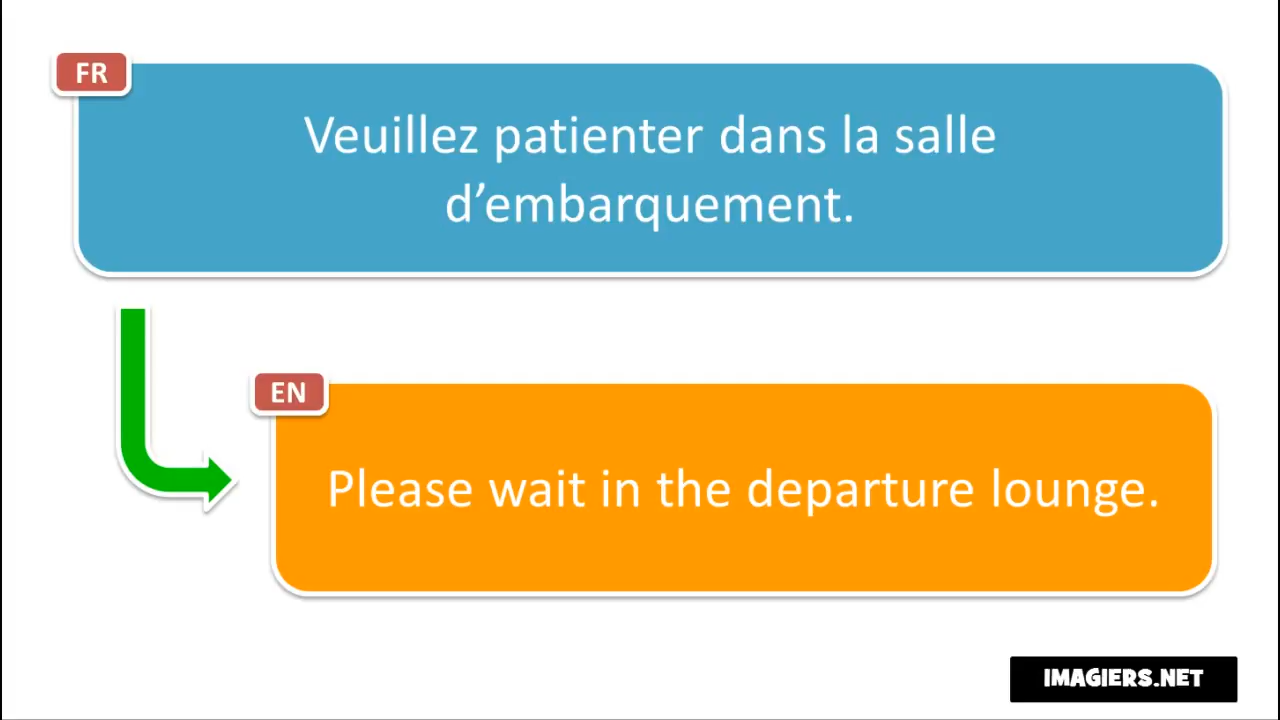 FR
Veuillez patienter dans la salle
d’embarquement.
EN
Please wait in the departure lounge.
IMAGIERS.NET